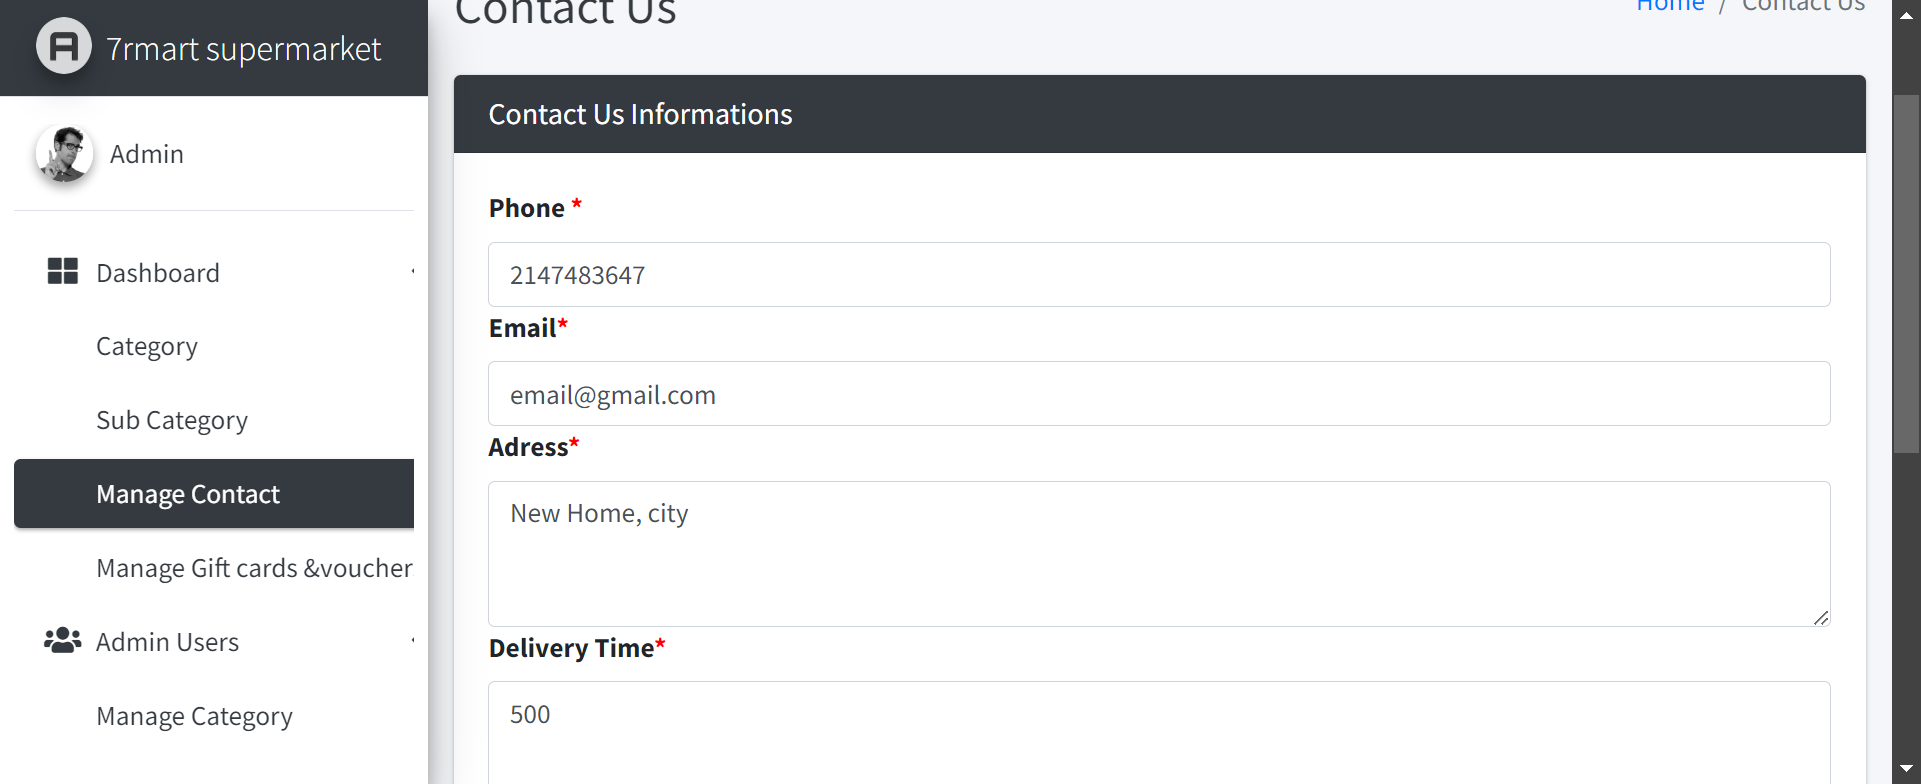 7rmart supermarket
Admin
Dashboard
Category
Sub Category
Manage Contact
Manage Gift cards &voucher
Admin Users
Manage Category
Contact Us
Home / Contact Us
Contact Us Informations
Phone *
2147483647
Email*
email@gmail.com
Adress*
New Home, city
Delivery Time*
500